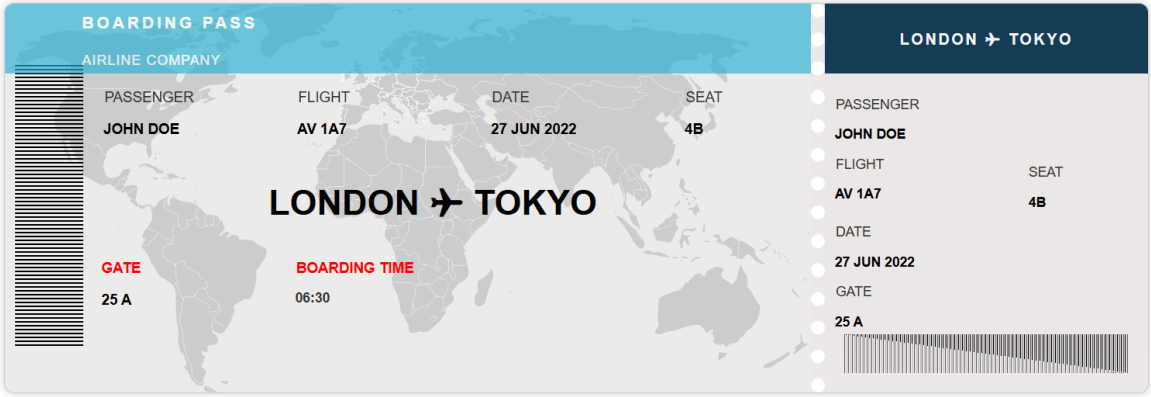 BOARDING PASS
AIRLINE COMPANY
PASSENGER FLIGHT DATE SEAT
JOHN DOE AV 1A7 27 JUN 2022 4B
LONDON ✈ TOKYO
GATE BOARDING TIME
25 A 06:30
LONDON ✈ TOKYO
PASSENGER
JOHN DOE
FLIGHT
AV 1A7
SEAT
4B
DATE
27 JUN 2022
GATE
25 A